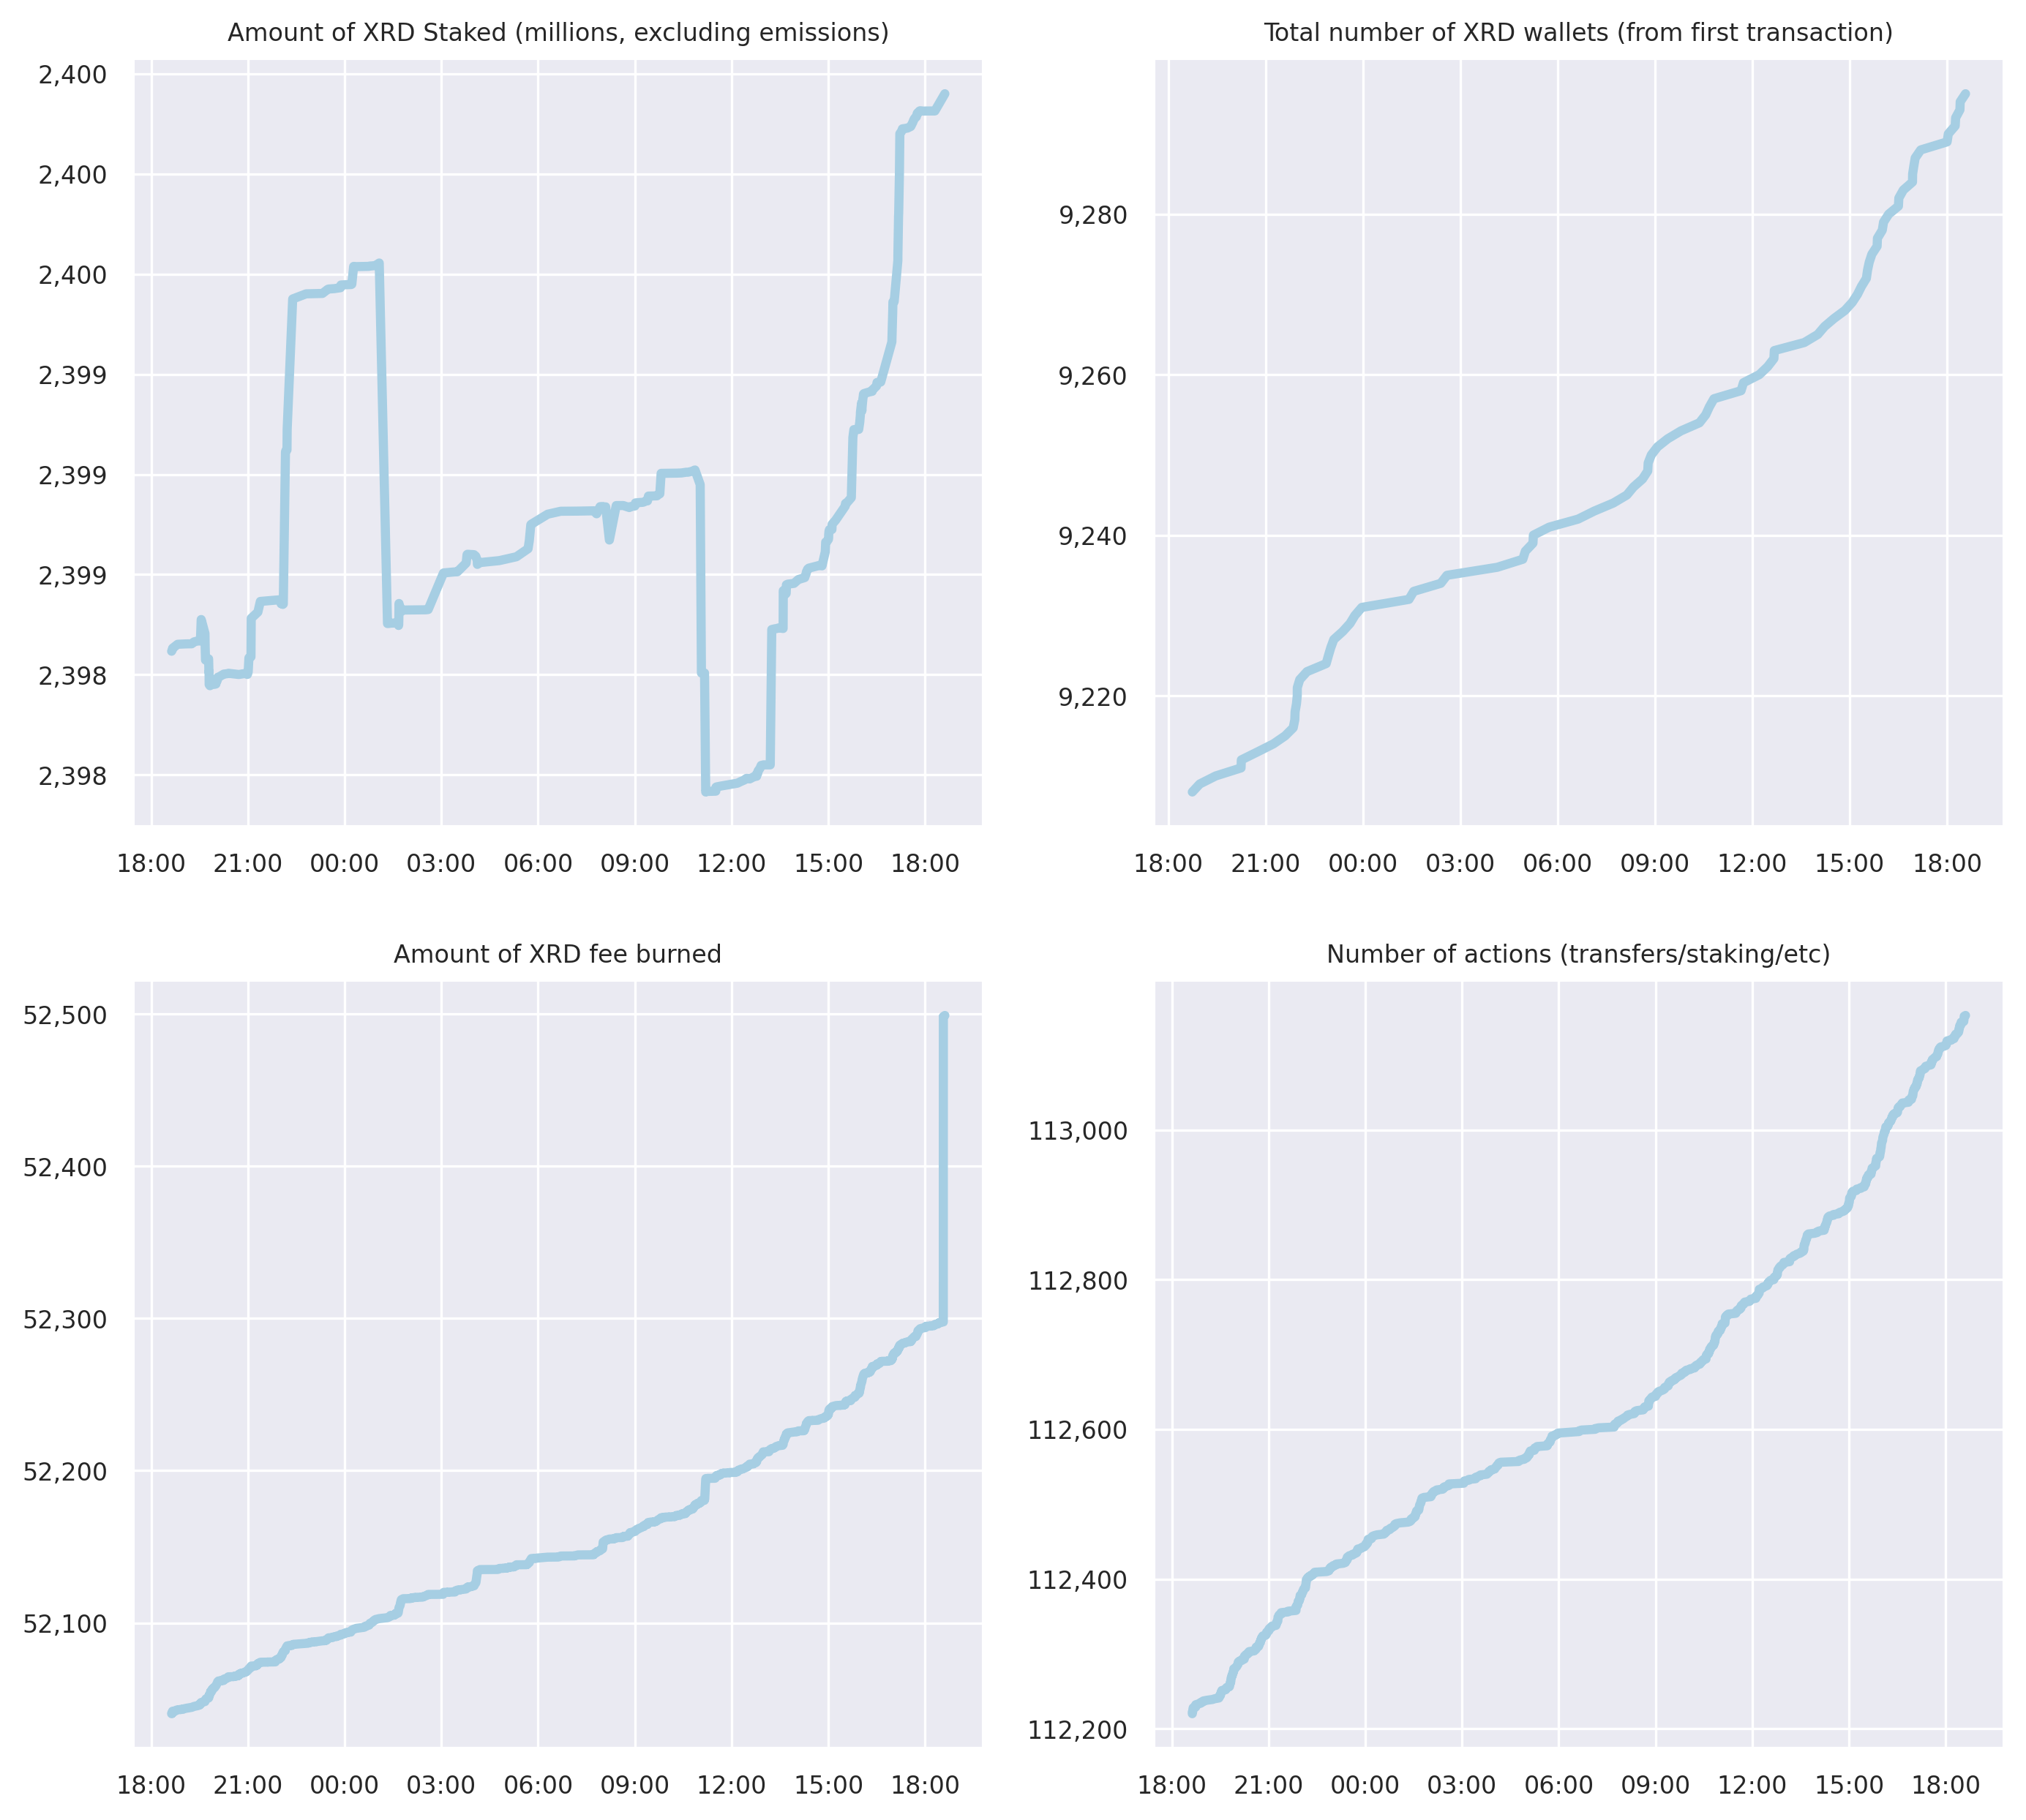 Amount of XRD Staked (millions, excluding emissions)
2,400
2,400
2,400
2,399
2,399
2,399
2,398
2,398
18:00 21:00 00:00 03:00 06:00 09:00 12:00 15:00 18:00
Total number of XRD wallets (from first transaction)
9,280
9,260
9,240
9,220
18:00 21:00 00:00 03:00 06:00 09:00 12:00 15:00 18:00
Amount of XRD fee burned
52,500
52,400
52,300
52,200
52,100
18:00 21:00 00:00 03:00 06:00 09:00 12:00 15:00 18:00
Number of actions (transfers/staking/etc)
113,000
112,800
112,600
112,400
112,200
18:00 21:00 00:00 03:00 06:00 09:00 12:00 15:00 18:00